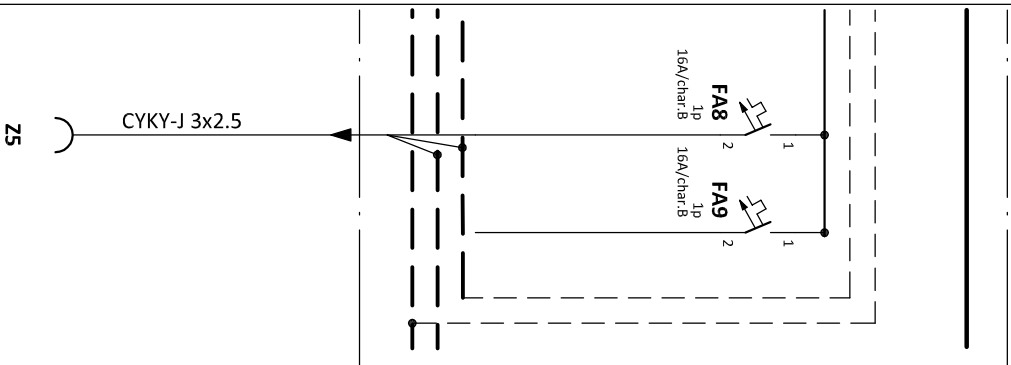 FA8
1p
16A/char.B
1
2
CYKY-J 3x2.5
Z5
FA9
1p
16A/char.B
1
2